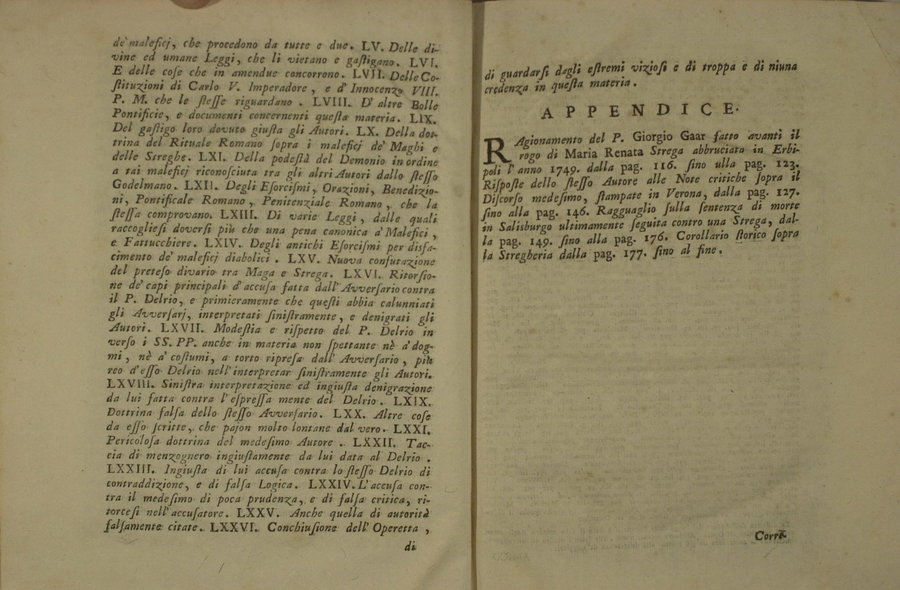 de' maleficj, che procedono da tutte e due. LV. Delle di-
vine ed umane Leggi, che li vietano e gaſtigano. LVI.
E delle coſe che in amendue concorrono. LVII. Delle Co-
ſtituzioni di Carlo V. Imperadore, e d'Innocenzo VIII.
P. M. che le ſteſſe riguardano. LVIII. D'altre Bolle
Pontificie, e documenti concernenti queſta materia. LIX.
Del gaſtigo loro dovuto giuſta gli Autori. LX. Della dot-
trina del Rituale Romano ſopra i maleficj de' Maghi e
delle Streghe. LXI. Della podeſtà del Demonio in ordine
a tai maleficj riconoſciuta tra gli altri Autori dallo ſteſſo
Godelmano. LXII. Degli Eſorciſmi, Orazioni, Benedizio-
ni, Pontificale Romano, Penitenziale Romano, che la
ſteſſa comprovano. LXIII. Di varie Leggi, dalle quali
raccoglieſi doverſi più che una pena canonica a' Malefici,
e Fattucchiere. LXIV. Degli antichi Eſorciſmi per disfa-
cimento de' maleficj diabolici. LXV. Nuova confutazione
del preteſo divario tra Maga e Strega. LXVI. Ritorſio-
ne de' capi principali d'accuſa fatta dall'Avverſario contra
il P. Delrio, e primieramente che queſti abbia calunniati
gli Avverſarj, interpretati ſiniſtramente, e denigrati gli
Autori. LXVII. Modeſtia e riſpetto del P. Delrio in
verſo i SS. PP. anche in materia non ſpettante nè a' dog-
mi, nè a' coſtumi, a torto ripreſa dall'Avverſario, più
reo d'eſſo Delrio nell'interpretar ſiniſtramente gli Autori.
LXVIII. Siniſtra interpretazione ed ingiuſta denigrazione
da lui fatta contra l'eſpreſſa mente del Delrio. LXIX.
Dottrina falſa dello ſteſſo Avverſario. LXX. Altre coſe
da eſſo ſcritte, che pajon molto lontane dal vero. LXXI.
Pericoloſa dottrina del medeſimo Autore. LXXII. Tac-
cia di menzognero ingiuſtamente da lui data al Delrio.
LXXIII. Ingiuſta di lui accuſa contra lo ſteſſo Delrio di
contraddizione, e di falſa Logica. LXXIV. L'accuſa con-
tra il medeſimo di poca prudenza, e di falſa critica, ri-
torceſi nell'accuſatore. LXXV. Anche quella di autorità
falſamente citate. LXXVI. Conchiuſione dell'Operetta,
di
di guardarſi dagli eſtremi vizioſi e di troppa e di niuna
credenza in queſta materia.
APPENDICE.
RAgionamento del P. Giorgio Gaar fatto avanti il
rogo di Maria Renata Strega abbruciata in Erbi-
poli l'anno 1749. dalla pag. 116. ſino ulla pag. 123.
Riſpoſte dello ſteſſo Autore alle Note critiche ſopra il
Diſcorſo medeſimo, ſtampate in Verona, dalla pag. 127.
ſino alla pag. 146. Ragguaglio ſulla ſentenza di morte
in Salisburgo ultimamente ſeguita contro una Strega, dal-
la pag. 149. ſino alla pag. 176. Corollario ſtorico ſopra
la Stregheria dalla pag. 177. ſino al fine.